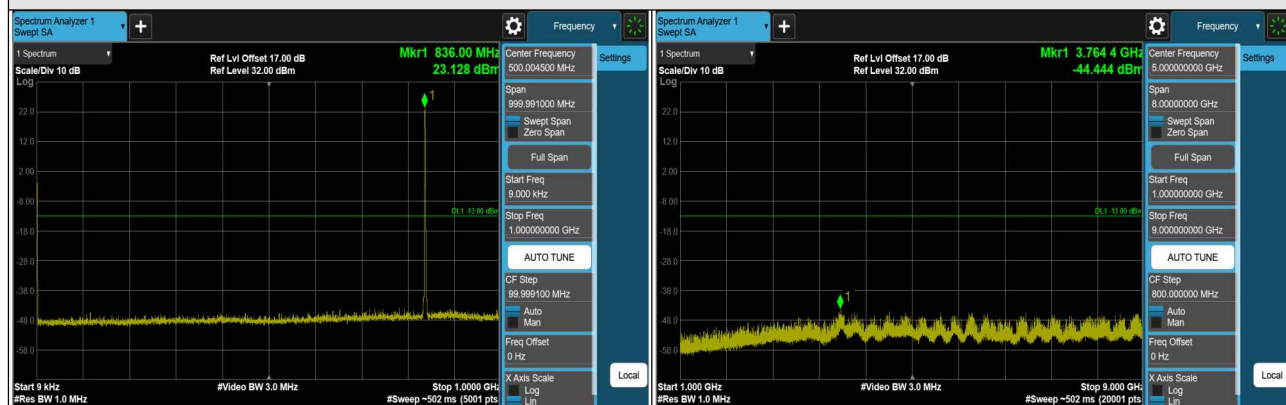 Spectrum Analyzer 1
Swept SA
+
Frequency
1 Spectrum
Scale/Div 10 dB
Log
Ref Lvl Offset 17.00 dB
Ref Level 32.00 dBm
Mkr1 836.00 MHz
23.128 dBm
1
22.0
12.0
2.00
-8.00
-18.0
-28.0
-38.0
-48.0
-58.0
DL1 -13.00 dBm
Start 9 kHz
#Res BW 1.0 MHz
#Video BW 3.0 MHz
Stop 1.0000 GHz
#Sweep ~502 ms (5001 pts
Center Frequency
500.004500 MHz
Span
999.991000 MHz
Swept Span
Zero Span
Full Span
Start Freq
9.000 kHz
Stop Freq
1.000000000 GHz
AUTO TUNE
CF Step
99.999100 MHz
Auto
Man
Freq Offset
0 Hz
X Axis Scale
Log
Lin
Settings
Local
Spectrum Analyzer 1
Swept SA
+
Frequency
1 Spectrum
Scale/Div 10 dB
Log
Ref Lvl Offset 17.00 dB
Ref Level 32.00 dBm
Mkr1 3.764 4 GHz
-44.444 dBm
1
22.0
12.0
2.00
-8.00
-18.0
-28.0
-38.0
-48.0
-58.0
DL1 -13.00 dBm
Start 1.000 GHz
#Res BW 1.0 MHz
#Video BW 3.0 MHz
Stop 9.000 GHz
#Sweep ~502 ms (20001 pts
Center Frequency
5.000000000 GHz
Span
8.00000000 GHz
Swept Span
Zero Span
Full Span
Start Freq
1.000000000 GHz
Stop Freq
9.000000000 GHz
AUTO TUNE
CF Step
800.000000 MHz
Auto
Man
Freq Offset
0 Hz
X Axis Scale
Log
Lin
Settings
Local